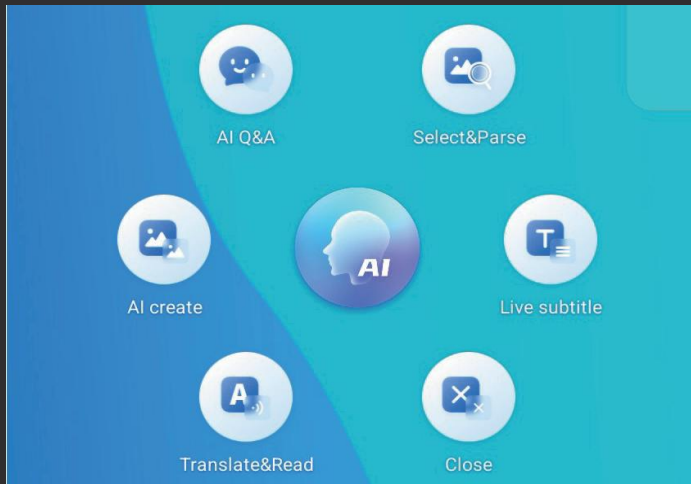 AI Q&A
Select&Parse
AI
T
AI create
Live subtitle
A
Translate&Read
Close